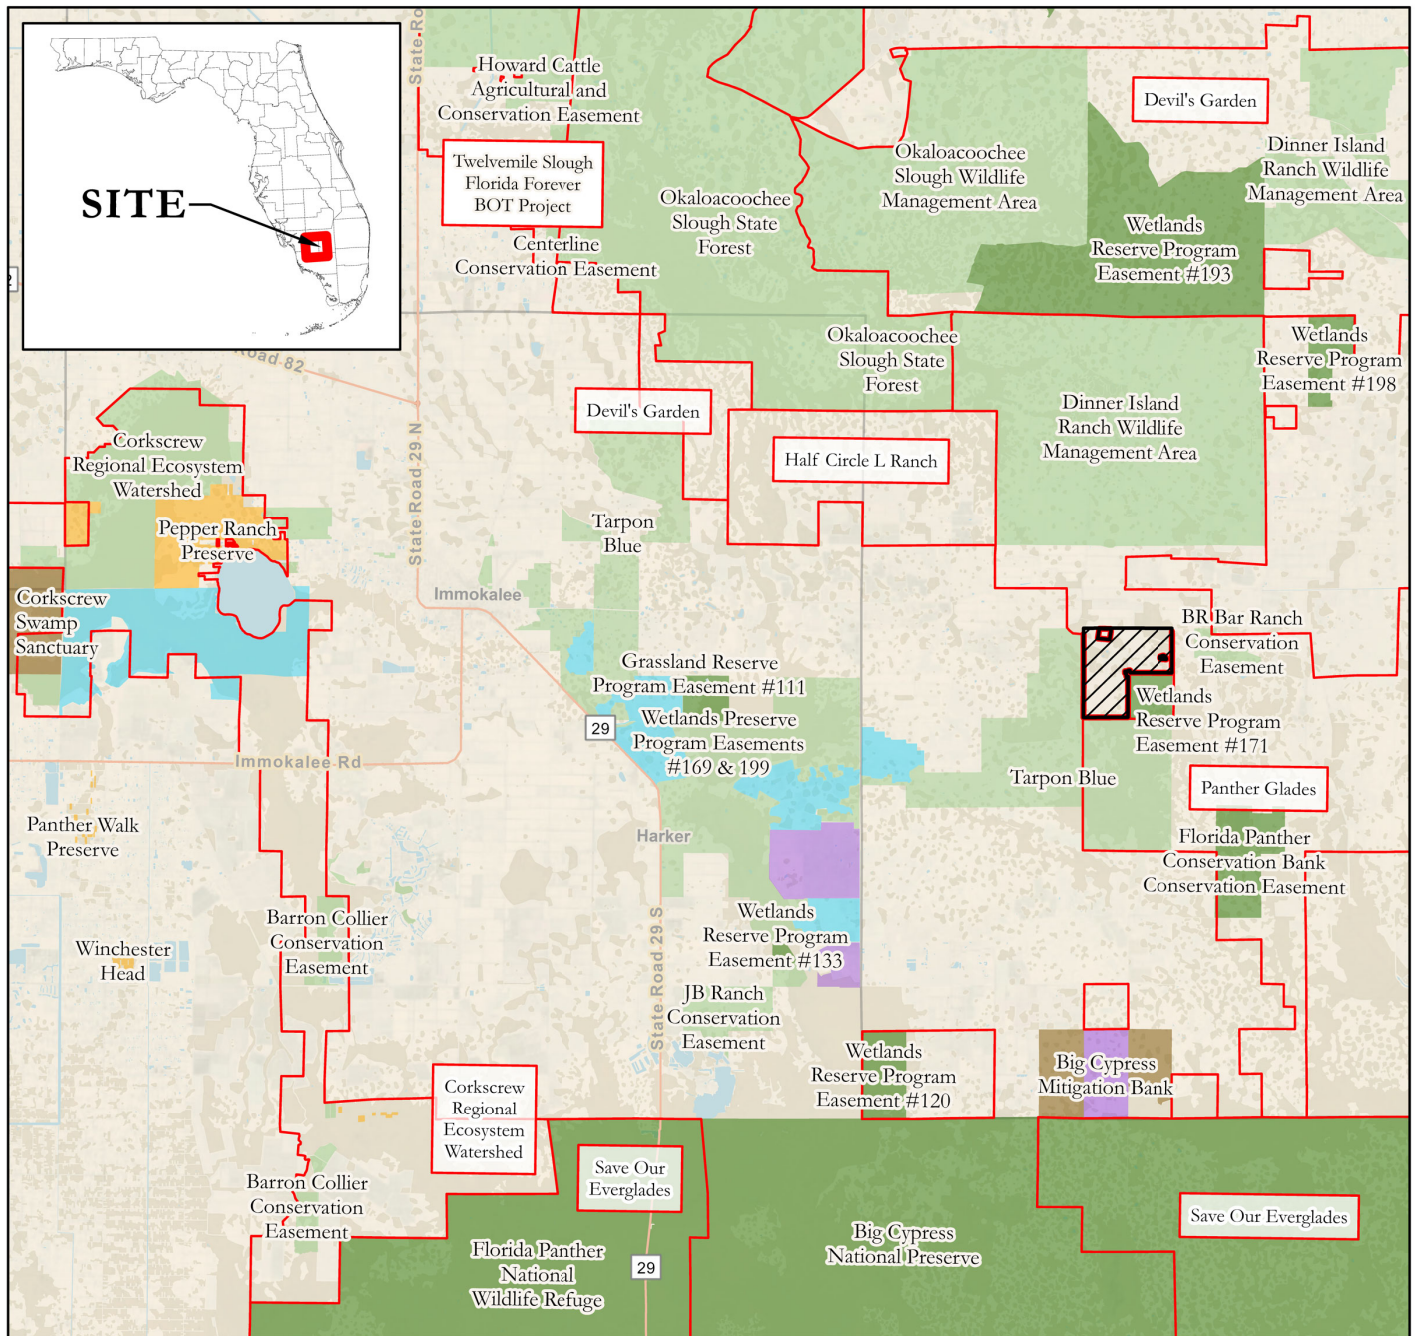 SITE
State Ro
Howard Cattle
Agricultural and
Conservation Easement
Twelvemile Slough
Florida Forever
BOT Project
Centerline
Conservation Easement
Okaloacoochee
Slough State
Forest
Okaloacoochee
Slough Wildlife
Management Area
Devil's Garden
Dinner Island
Ranch Wildlife
Management Area
Wetlands
Reserve Program
Easement #193
Wetlands
Reserve Program
Easement #198
Okaloacoochee
Slough State
Forest
Road 82
State Road 29 N
Devil's Garden
Half Circle L Ranch
Dinner Island
Ranch Wildlife
Management Area
Corkscrew
Regional Ecosystem
Watershed
Pepper Ranch
Preserve
Tarpon
Blue
Immokalee
Corkscrew
Swamp
Sanctuary
BR Bar Ranch
Conservation
Easement
Grassland Reserve
Program Easement #111
Wetlands Preserve
Program Easements
#169 & 199
29
Wetlands
Reserve Program
Easement #171
Immokalee Rd
Tarpon Blue
Panther Glades
Panther Walk
Preserve
Harker
Florida Panther
Conservation Bank
Conservation Easement
Barron Collier
Conservation
Easement
Winchester
Head
Wetlands
Reserve Program
Easement #133
State Road 29 S
JB Ranch
Conservation
Easement
Wetlands
Reserve Program
Easement #120
Big Cypress
Mitigation Bank
Corkscrew
Regional
Ecosystem
Watershed
Save Our
Everglades
Barron Collier
Conservation
Easement
Save Our Everglades
Big Cypress
National Preserve
Florida Panther
National
Wildlife Refuge
29